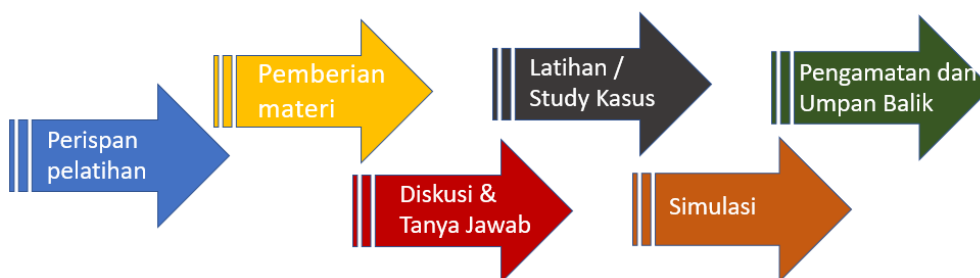 Perispan
pelatihan
Pemberian
materi
Diskusi &
Tanya Jawab
Latihan /
Study Kasus
Simulasi
Pengamatan dan
Umpan Balik